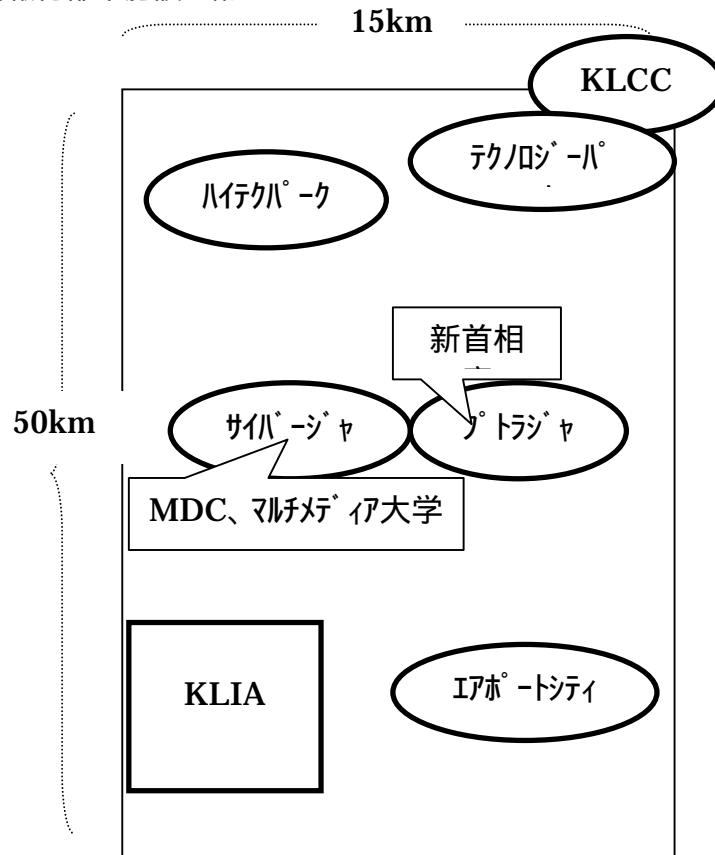 15km
KLCC
テクノロジーパ
ハイテクパーク
新首相
50km
サイバージャ
プトラジャ
MDC、マルチメディア大学
KLIA
エアポートシティ